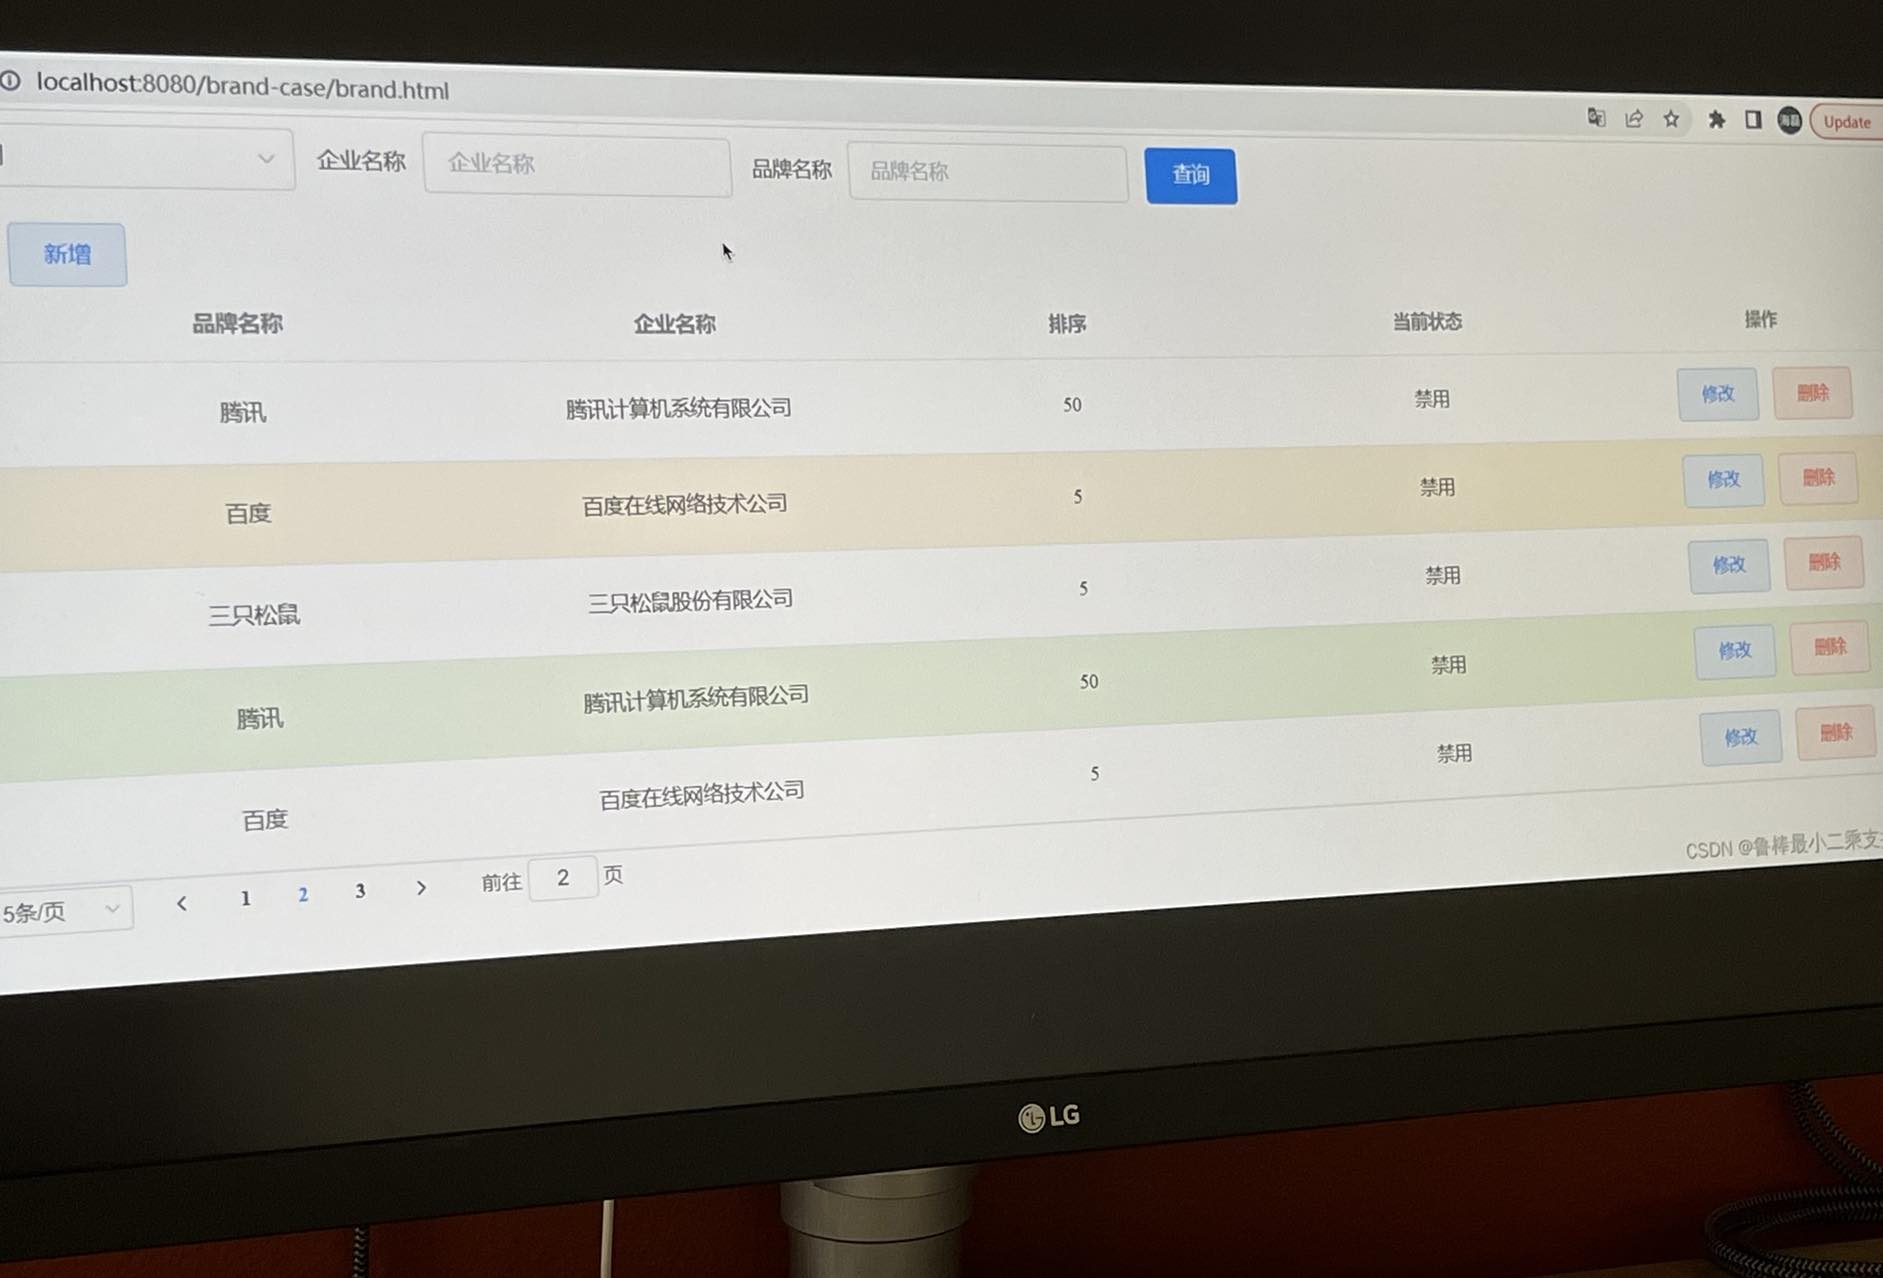 localhost:8080/brand-case/brand.html
Update
企业名称 企业名称 品牌名称 品牌名称 查询
新增
品牌名称 企业名称 排序 当前状态 操作
腾讯 腾讯计算机系统有限公司 50 禁用 修改 删除
百度 百度在线网络技术公司 5 禁用 修改 删除
三只松鼠 三只松鼠股份有限公司 5 禁用 修改 删除
腾讯 腾讯计算机系统有限公司 50 禁用 修改 删除
百度 百度在线网络技术公司 5 禁用 修改 删除
5条/页 < 1 2 3 > 前往 2 页
CSDN @鲁棒最小二乘支
LG